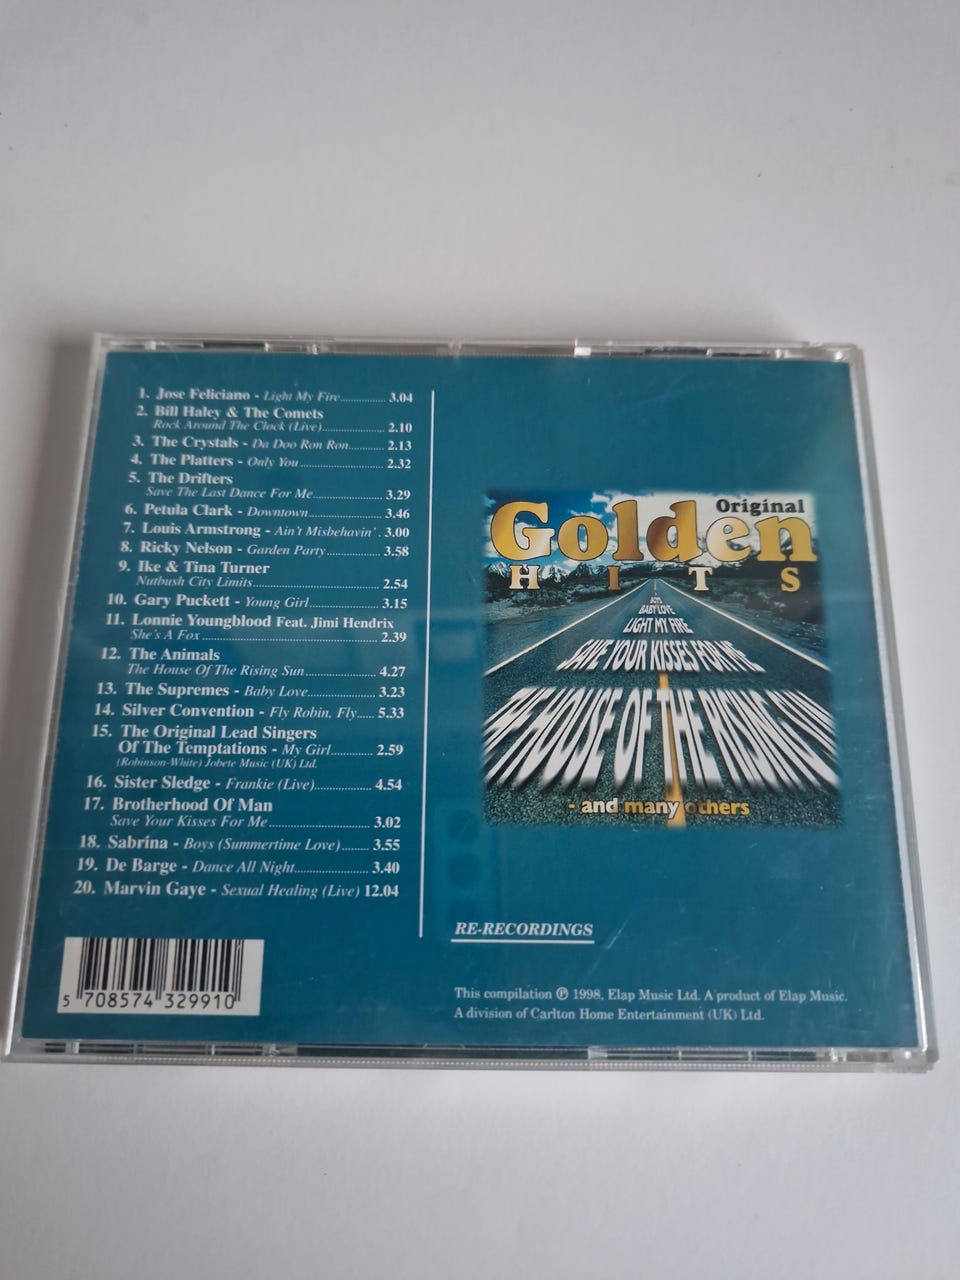 1. Jose Feliciano - Light My Fire.............. 3.04
2. Bill Haley & The Comets
Rock Around The Clock (Live).................... 2.10
3. The Crystals - Da Doo Ron Ron........... 2.13
4. The Platters - Only You ........................ 2.32
5. The Drifters
Save The Last Dance For Me..................... 3.29
6. Petula Clark - Downtown..................... 3.46
7. Louis Armstrong - Ain't Misbehavin' . 3.00
8. Ricky Nelson - Garden Party................ 3.58
9. Ike & Tina Turner
Nutbush City Limits..................................... 2.54
10. Gary Puckett - Young Girl.................... 3.15
11. Lonnie Youngblood Feat. Jimi Hendrix
She's A Fox ..................................................... 2.39
12. The Animals
The House Of The Rising Sun..................... 4.27
13. The Supremes - Baby Love.................... 3.23
14. Silver Convention - Fly Robin, Fly..... 5.33
15. The Original Lead Singers
Of The Temptations - My Girl............. 2.59
(Robinson-White) Jobete Music (UK) Ltd.
16. Sister Sledge - Frankie (Live)................. 4.54
17. Brotherhood Of Man
Save Your Kisses For Me ............................. 3.02
18. Sabrina - Boys (Summertime Love)........ 3.55
19. De Barge - Dance All Night...................... 3.40
20. Marvin Gaye - Sexual Healing (Live) 12.04
5 708574 329910
Original
Golden
HITS
BOYS
BABY LOVE
LIGHT MY FIRE
SAVE YOUR KISSES FOR ME
THE HOUSE OF THE RISING SUN
- and many others
RE-RECORDINGS
This compilation ℗ 1998, Elap Music Ltd. A product of Elap Music.
A division of Carlton Home Entertainment (UK) Ltd.